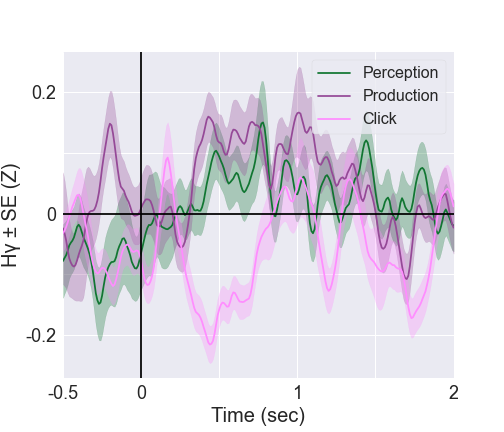 Perception
Production
Click
0.2
0
-0.2
Hγ ± SE (Z)
-0.5
0
1
2
Time (sec)